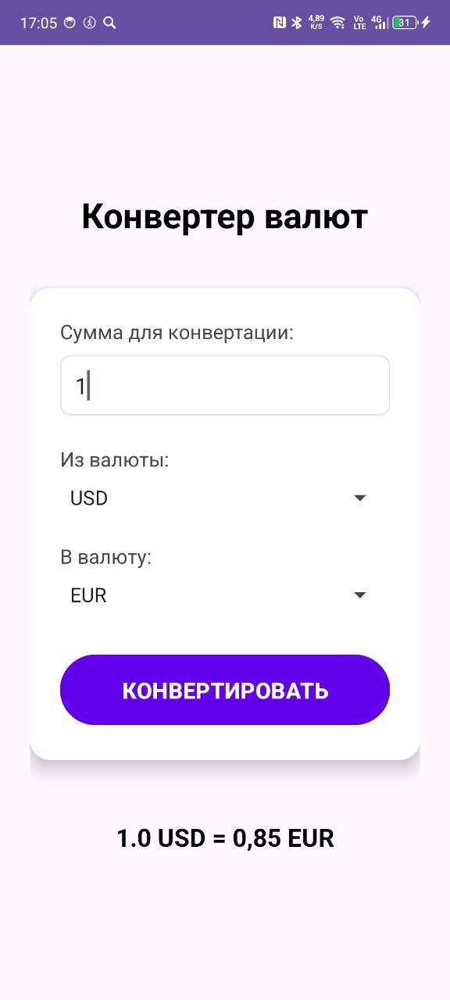 17:05 4,89 K/S Vo LTE 4G 31
Конвертер валют
Сумма для конвертации:
1
Из валюты:
USD
В валюту:
EUR
КОНВЕРТИРОВАТЬ
1.0 USD = 0,85 EUR